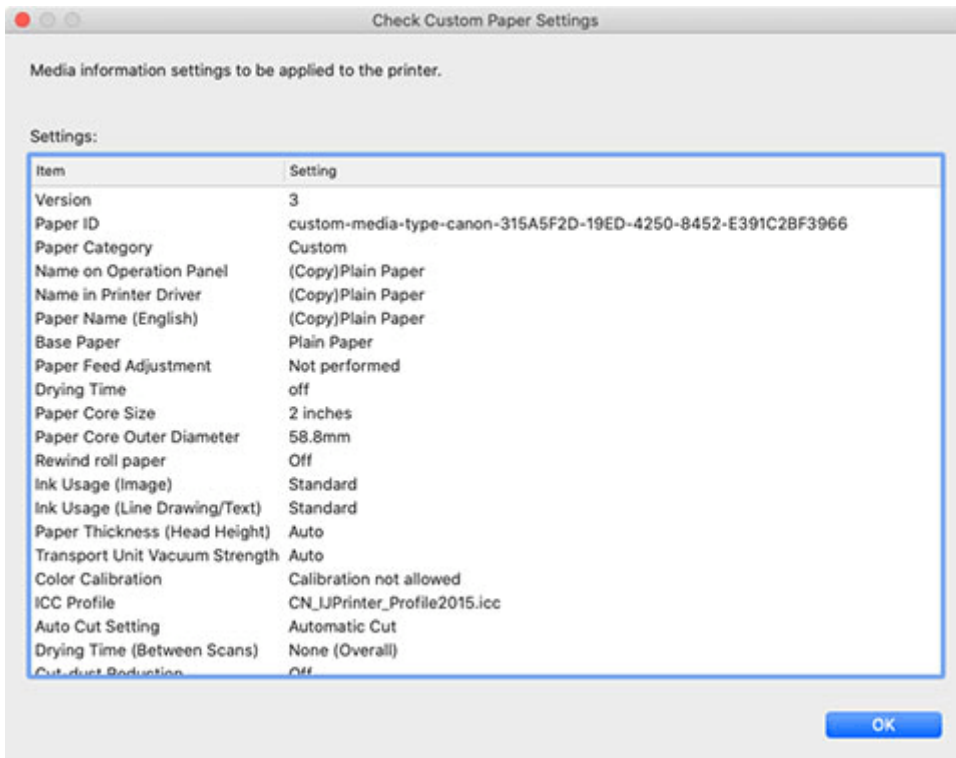 Check Custom Paper Settings
Media information settings to be applied to the printer.
Settings:
Item Setting
Version 3
Paper ID custom-media-type-canon-315A5F2D-19ED-4250-8452-E391C2BF3966
Paper Category Custom
Name on Operation Panel (Copy)Plain Paper
Name in Printer Driver (Copy)Plain Paper
Paper Name (English) (Copy)Plain Paper
Base Paper Plain Paper
Paper Feed Adjustment Not performed
Drying Time off
Paper Core Size 2 inches
Paper Core Outer Diameter 58.8mm
Rewind roll paper Off
Ink Usage (Image) Standard
Ink Usage (Line Drawing/Text) Standard
Paper Thickness (Head Height) Auto
Transport Unit Vacuum Strength Auto
Color Calibration Calibration not allowed
ICC Profile CN_IJPrinter_Profile2015.icc
Auto Cut Setting Automatic Cut
Drying Time (Between Scans) None (Overall)
Cut-dust Reduction Off
OK